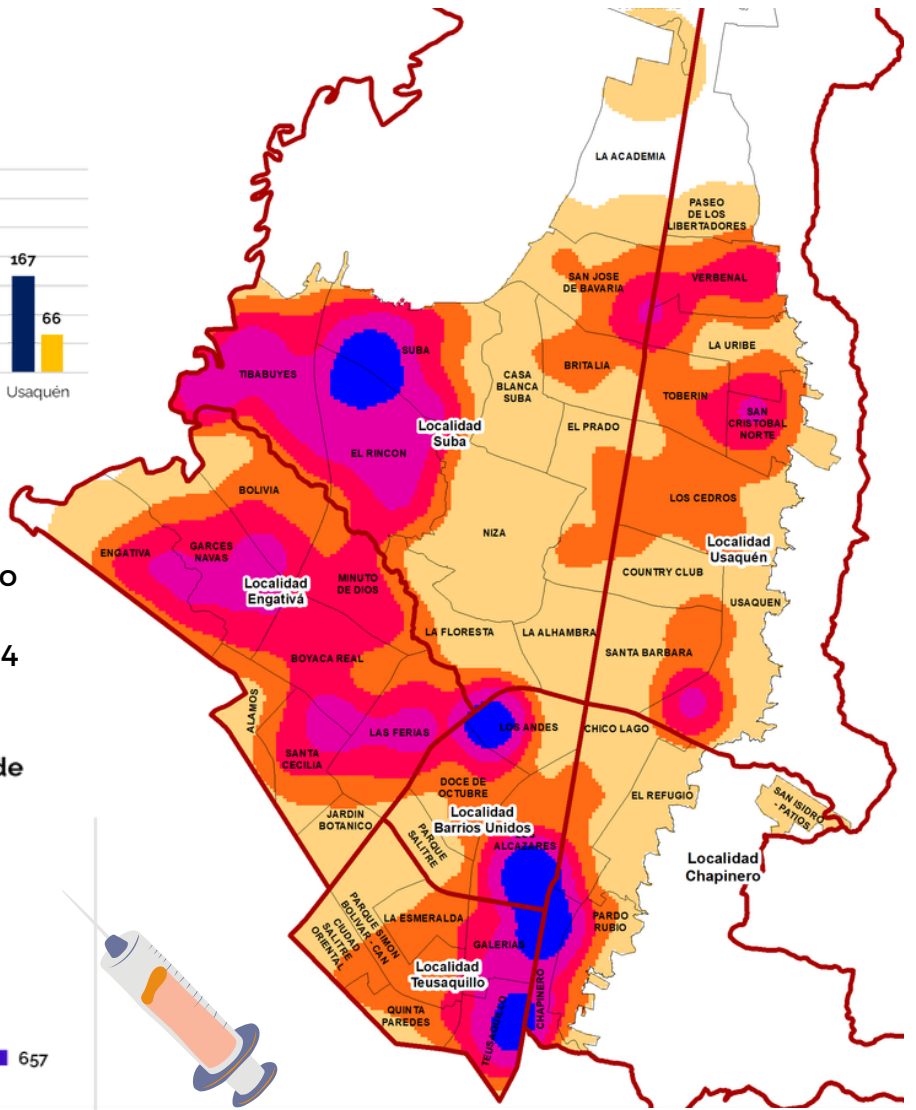 LA ACADEMIA
PASEO
DE LOS
LIBERTADORES
167
66
Usaquén
SAN JOSE
DE BAVARIA
VERBENAL
LA URIBE
SUBA
TIBABUYES
BRITALIA
CASA
BLANCA
SUBA
TOBERIN
SAN
CRISTOBAL
NORTE
Localidad
Suba
EL PRADO
EL RINCON
BOLIVIA
LOS CEDROS
NIZA
ENGATIVA
GARCES
NAVAS
Localidad
Usaquén
Localidad
Engativá
MINUTO
DE DIOS
COUNTRY CLUB
o
USAQUEN
LA FLORESTA
LA ALHAMBRA
4
BOYACA REAL
SANTA BARBARA
ALAMOS
LAS FERIAS
LOS ANDES
CHICO LAGO
SANTA
CECILIA
de
DOCE DE
OCTUBRE
EL REFUGIO
SAN ISIDRO
- PATIOS
JARDIN
BOTANICO
Localidad
Barrios Unidos
PARQUE
SALITRE
ALCAZARES
Localidad
Chapinero
PARQUE SIMON
BOLIVAR - CAN
CIUDAD
SALITRE
ORIENTAL
LA ESMERALDA
PARDO
RUBIO
GALERIAS
Localidad
Teusaquillo
QUINTA
PAREDES
TEUSAQUILLO
CHAPINERO
657